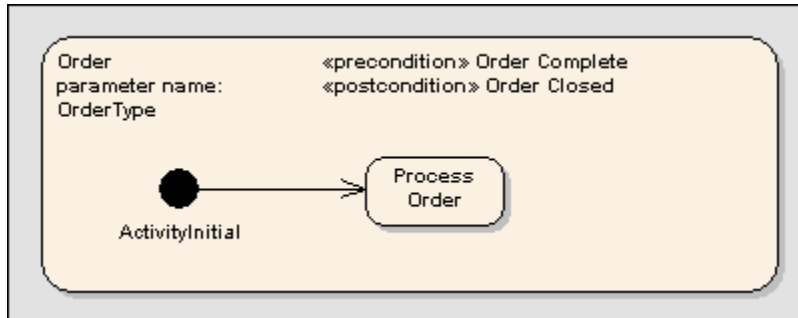 Order
parameter name:
OrderType
«precondition» Order Complete
«postcondition» Order Closed
Process
Order
ActivityInitial